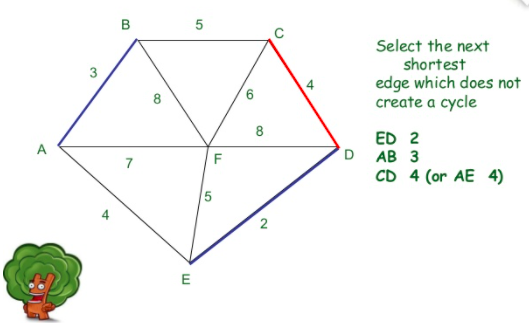 B
5
C
3
8
6
4
8
A
7
F
D
4
5
2
E
Select the next
shortest
edge which does not
create a cycle
ED 2
AB 3
CD 4 (or AE 4)